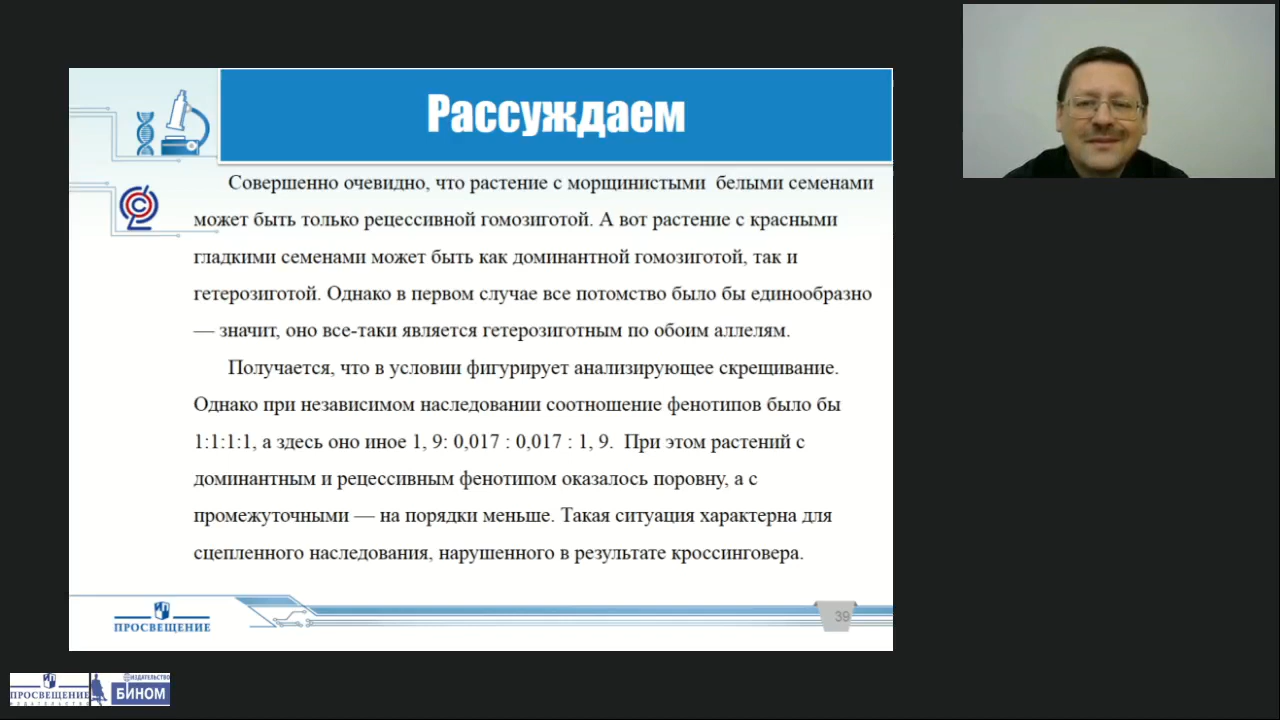 Рассуждаем
Совершенно очевидно, что растение с морщинистыми белыми семенами
может быть только рецессивной гомозиготой. А вот растение с красными
гладкими семенами может быть как доминантной гомозиготой, так и
гетерозиготой. Однако в первом случае все потомство было бы единообразно
— значит, оно все-таки является гетерозиготным по обоим аллелям.
Получается, что в условии фигурирует анализирующее скрещивание.
Однако при независимом наследовании соотношение фенотипов было бы
1:1:1:1, а здесь оно иное 1, 9: 0,017 : 0,017 : 1, 9. При этом растений с
доминантным и рецессивным фенотипом оказалось поровну, а с
промежуточными — на порядки меньше. Такая ситуация характерна для
сцепленного наследования, нарушенного в результате кроссинговера.
ПРОСВЕЩЕНИЕ
39
ПРОСВЕЩЕНИЕ
ИЗДАТЕЛЬСТВО
ИЗДАТЕЛЬСТВО
БИНОМ